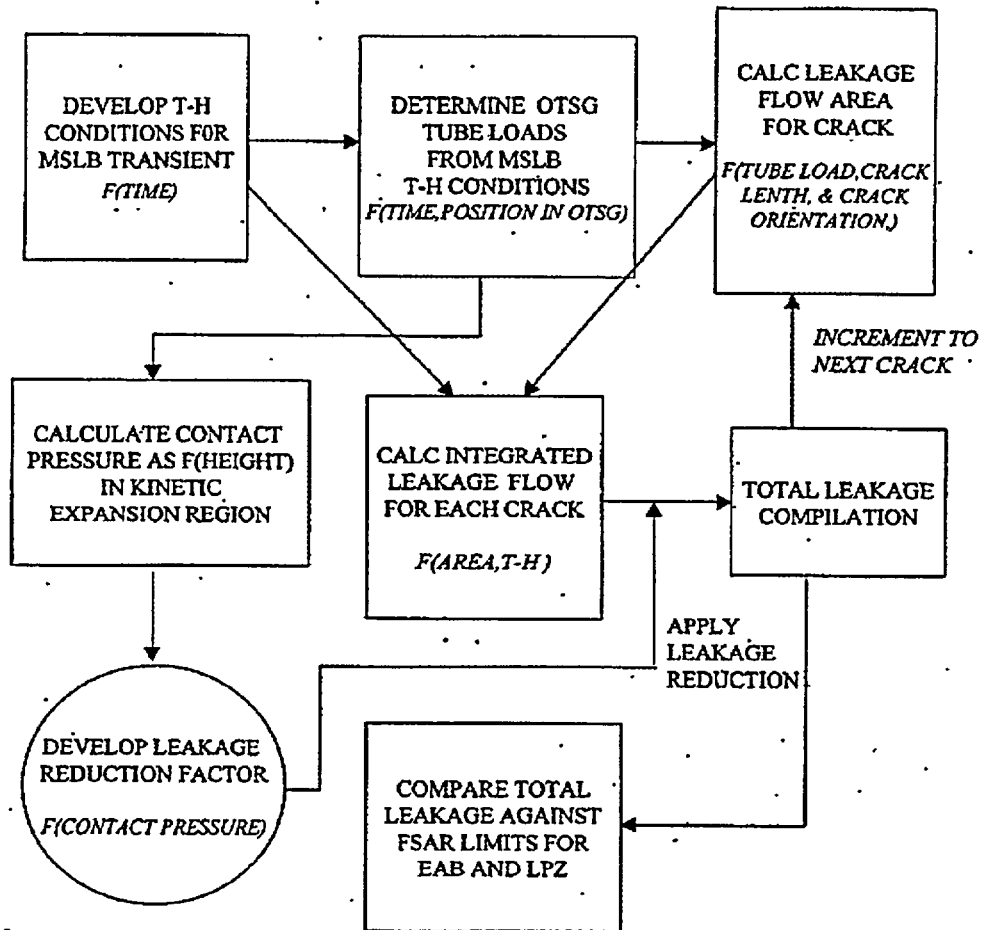 DEVELOP T-H
CONDITIONS FOR
MSLB TRANSIENT
F(TIME)
DETERMINE OTSG
TUBE LOADS
FROM MSLB
T-H CONDITIONS
F(TIME,POSITION IN OTSG)
CALC LEAKAGE
FLOW AREA
FOR CRACK
F(TUBE LOAD,CRACK
LENTH, & CRACK
ORIENTATION,)
INCREMENT TO
NEXT CRACK
CALCULATE CONTACT
PRESSURE AS F(HEIGHT)
IN KINETIC
EXPANSION REGION
CALC INTEGRATED
LEAKAGE FLOW
FOR EACH CRACK
F(AREA,T-H)
TOTAL LEAKAGE
COMPILATION
APPLY
LEAKAGE
REDUCTION
DEVELOP LEAKAGE
REDUCTION FACTOR
F(CONTACT PRESSURE)
COMPARE TOTAL
LEAKAGE AGAINST
FSAR LIMITS FOR
EAB AND LPZ